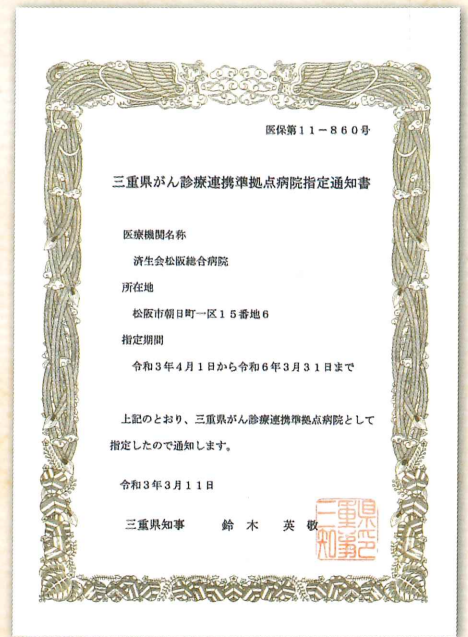 医保第11-860号
三重県がん診療連携準拠点病院指定通知書
医療機関名称
済生会松阪総合病院
所在地
松阪市朝日町一区15番地6
指定期間
令和3年4月1日から令和6年3月31日まで
上記のとおり、三重県がん診療連携準拠点病院として
指定したので通知します。
令和3年3月11日
三重県知事 鈴木英敬